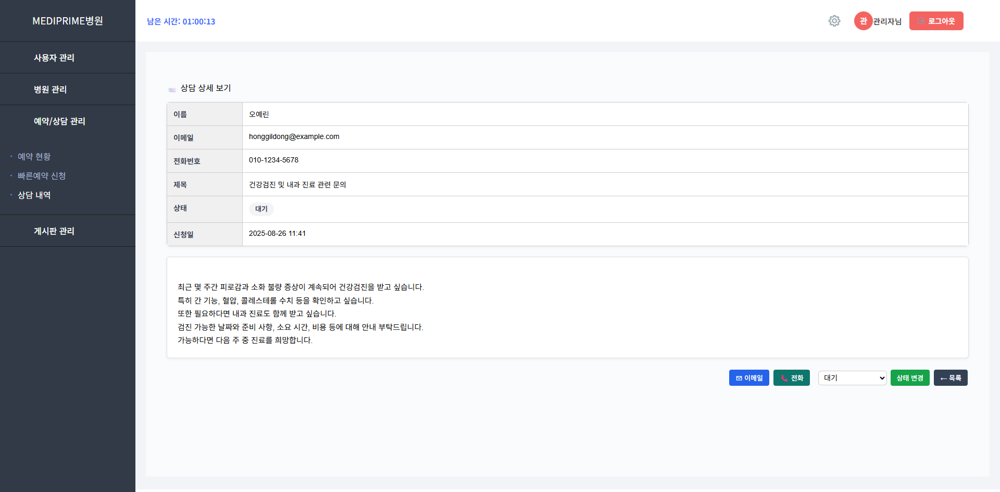 MEDIPRIME병원
남은 시간: 01:00:13
관
관리자님
로그아웃
사용자 관리
병원 관리
예약/상담 관리
예약 현황
빠른예약 신청
상담 내역
게시판 관리
상담 상세 보기
이름
오예린
이메일
honggildong@example.com
전화번호
010-1234-5678
제목
건강검진 및 내과 진료 관련 문의
상태
대기
신청일
2025-08-26 11:41
최근 몇 주간 피로감과 소화 불량 증상이 계속되어 건강검진을 받고 싶습니다.
특히 간 기능, 혈압, 콜레스테롤 수치 등을 확인하고 싶습니다.
또한 필요하다면 내과 진료도 함께 받고 싶습니다.
검진 가능한 날짜와 준비 사항, 소요 시간, 비용 등에 대해 안내 부탁드립니다.
가능하다면 다음 주 중 진료를 희망합니다.
이메일
전화
대기
상태 변경
← 목록